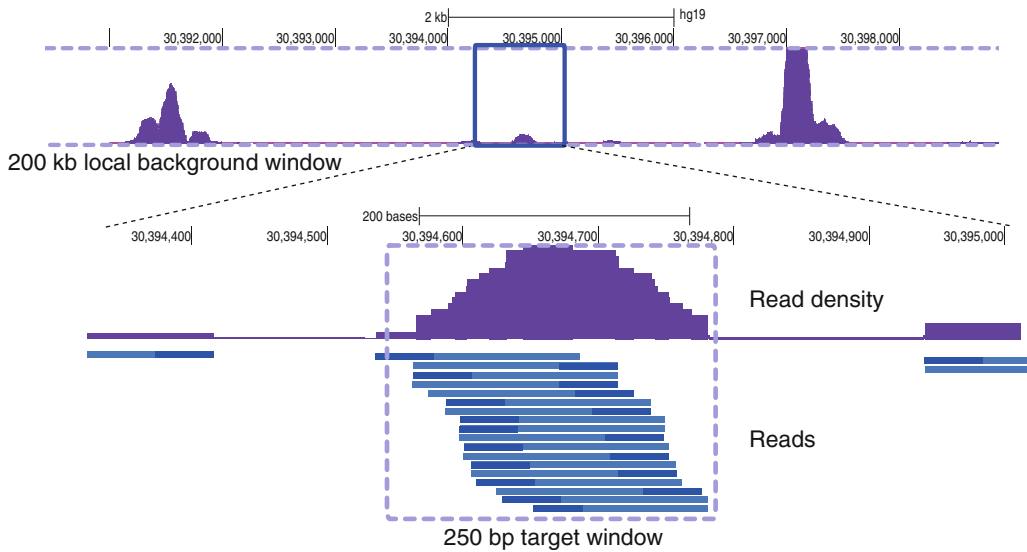 2 kb hg19
30,392,000 30,393,000 30,394,000 30,395,000 30,396,000 30,397,000 30,398,000
200 kb local background window
200 bases
30,394,400 30,394,500 30,394,600 30,394,700 30,394,800 30,394,900 30,395,000
Read density
Reads
250 bp target window